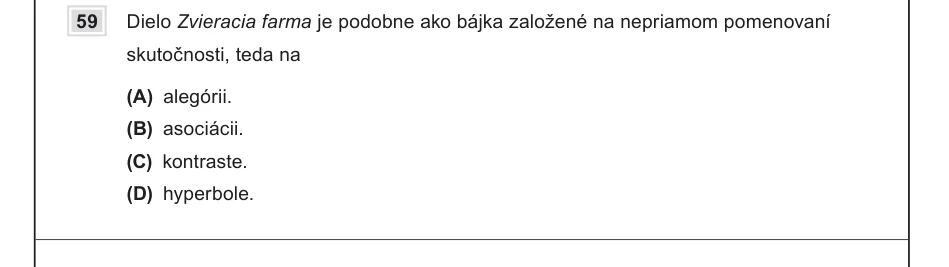 59 Dielo Zvieracia farma je podobne ako bájka založené na nepriamom pomenovaní
skutočnosti, teda na
(A) alegórii.
(B) asociácii.
(C) kontraste.
(D) hyperbole.